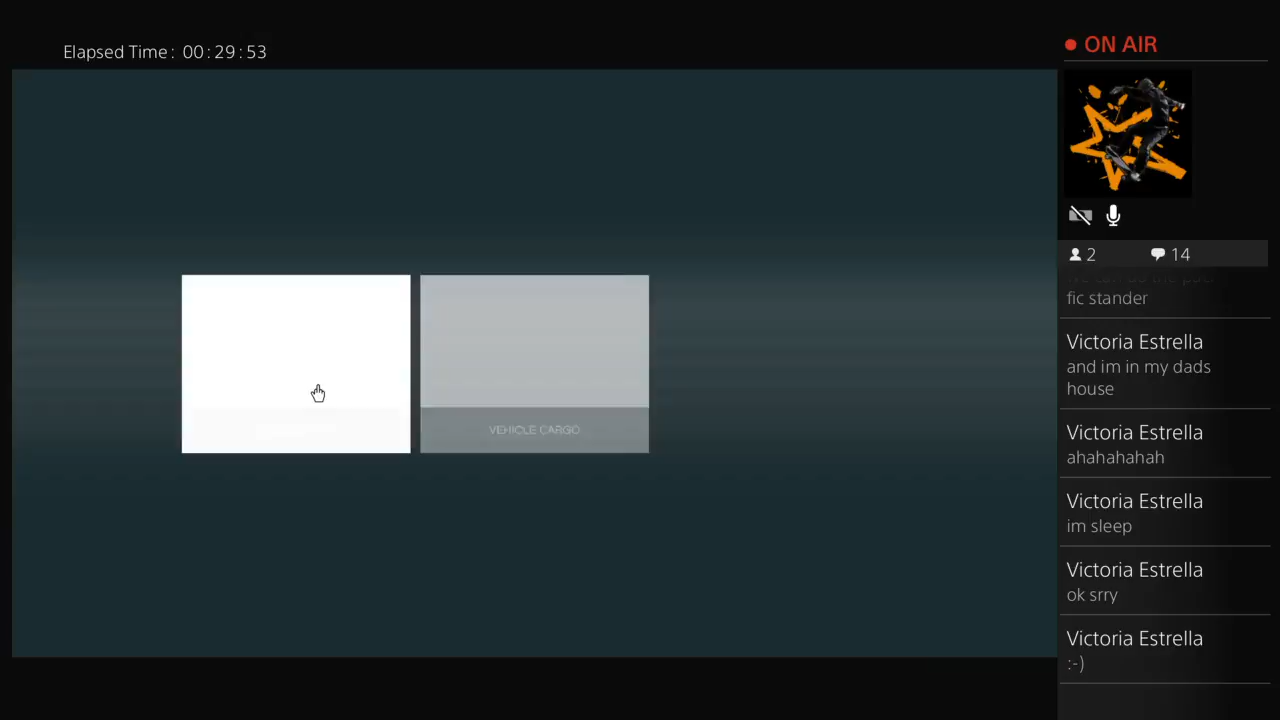 Elapsed Time: 00:29:53
ON AIR
2 14
fic stander
Victoria Estrella
and im in my dads
house
Victoria Estrella
ahahahahah
Victoria Estrella
im sleep
Victoria Estrella
ok srry
Victoria Estrella
:-)
VEHICLE CARGO